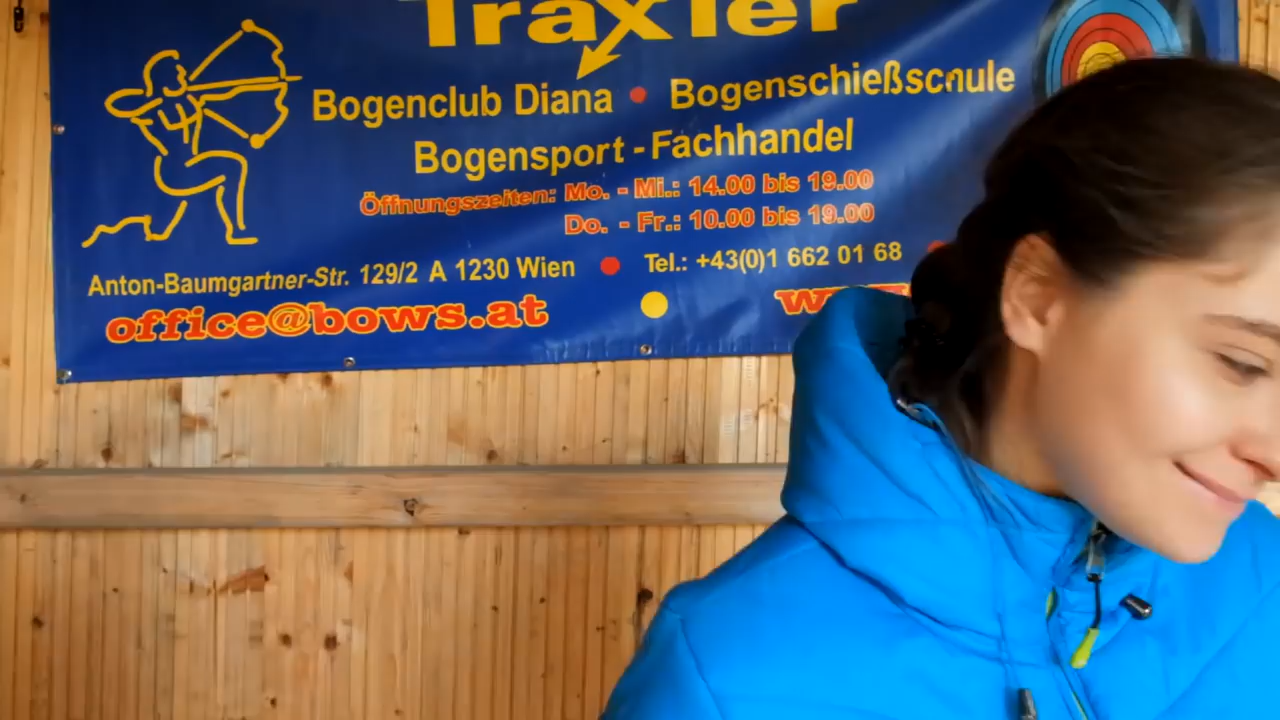 Traxler
Bogenclub Diana • Bogenschießschule
Bogensport - Fachhandel
Öffnungszeiten: Mo. - Mi.: 14.00 bis 19.00
Do. - Fr.: 10.00 bis 19.00
Anton-Baumgartner-Str. 129/2 A 1230 Wien • Tel.: +43(0)1 662 01 68
office@bows.at